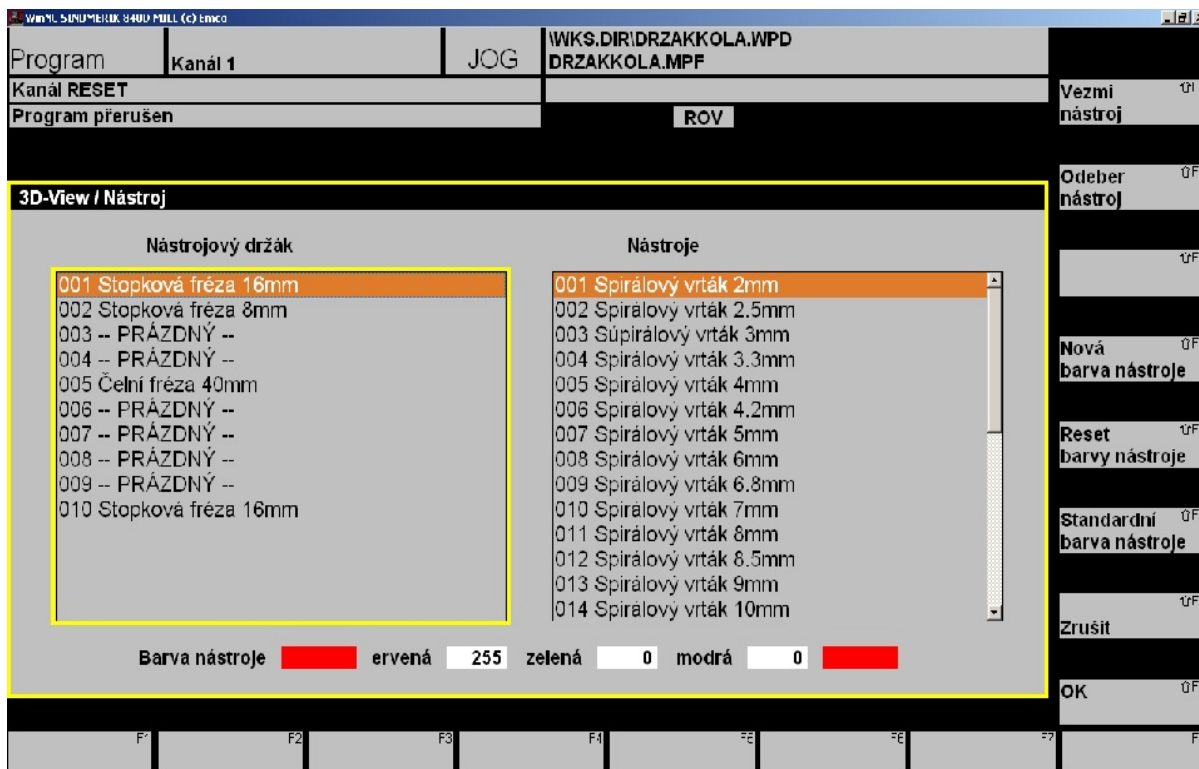 WinNC SINUMERIK 840D MILL (c) Emco
Program
Kanál 1
JOG
\WKS.DIR\DRZAKKOLA.WPD
DRZAKKOLA.MPF
Kanál RESET
Program přerušen
ROV
3D-View / Nástroj
Nástrojový držák
001 Stopková fréza 16mm
002 Stopková fréza 8mm
003 -- PRÁZDNÝ --
004 -- PRÁZDNÝ --
005 Čelní fréza 40mm
006 -- PRÁZDNÝ --
007 -- PRÁZDNÝ --
008 -- PRÁZDNÝ --
009 -- PRÁZDNÝ --
010 Stopková fréza 16mm
Nástroje
001 Spirálový vrták 2mm
002 Spirálový vrták 2.5mm
003 Súpirálový vrták 3mm
004 Spirálový vrták 3.3mm
005 Spirálový vrták 4mm
006 Spirálový vrták 4.2mm
007 Spirálový vrták 5mm
008 Spirálový vrták 6mm
009 Spirálový vrták 6.8mm
010 Spirálový vrták 7mm
011 Spirálový vrták 8mm
012 Spirálový vrták 8.5mm
013 Spirálový vrták 9mm
014 Spirálový vrták 10mm
Barva nástroje ervená 255 zelená 0 modrá 0
Vezmi
nástroj
Odeber
nástroj
Nová
barva nástroje
Reset
barvy nástroje
Standardní
barva nástroje
Zrušit
OK
F1 F2 F3 F4 F5 F6 F7